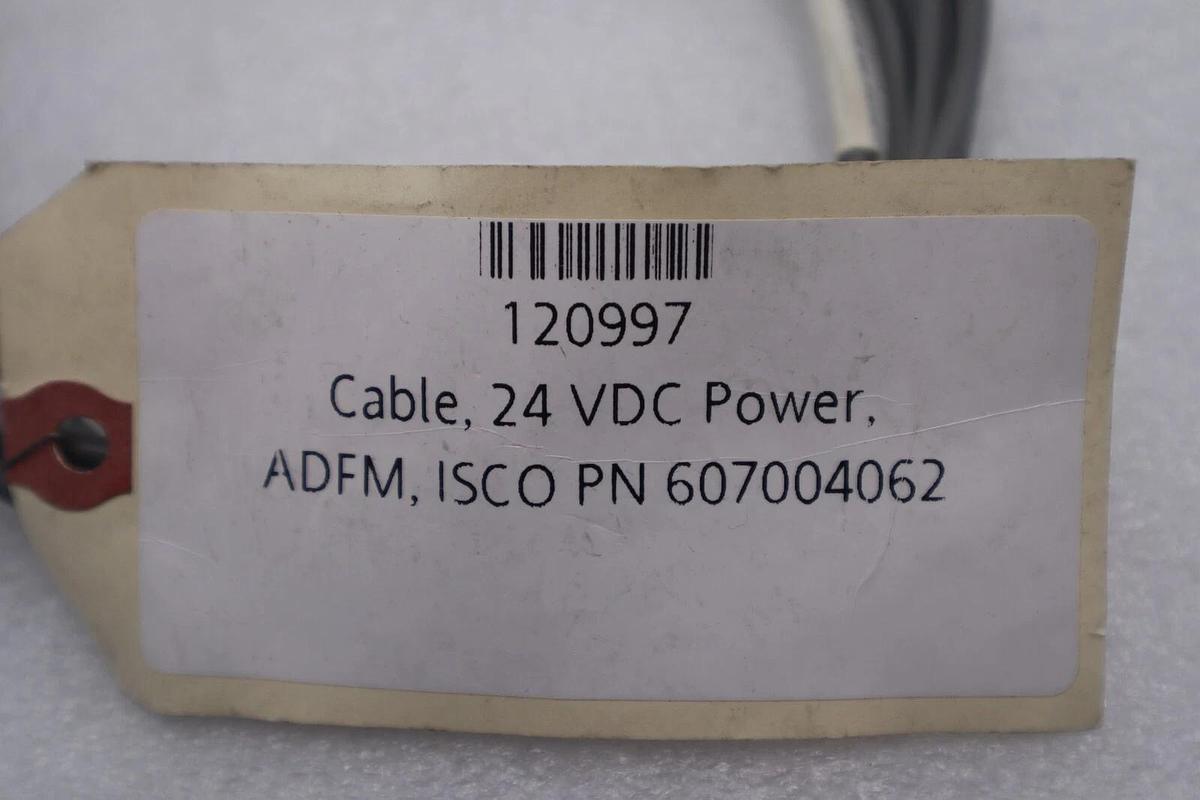 120997
Cable, 24 VDC Power,
ADFM, ISCO PN 607004062